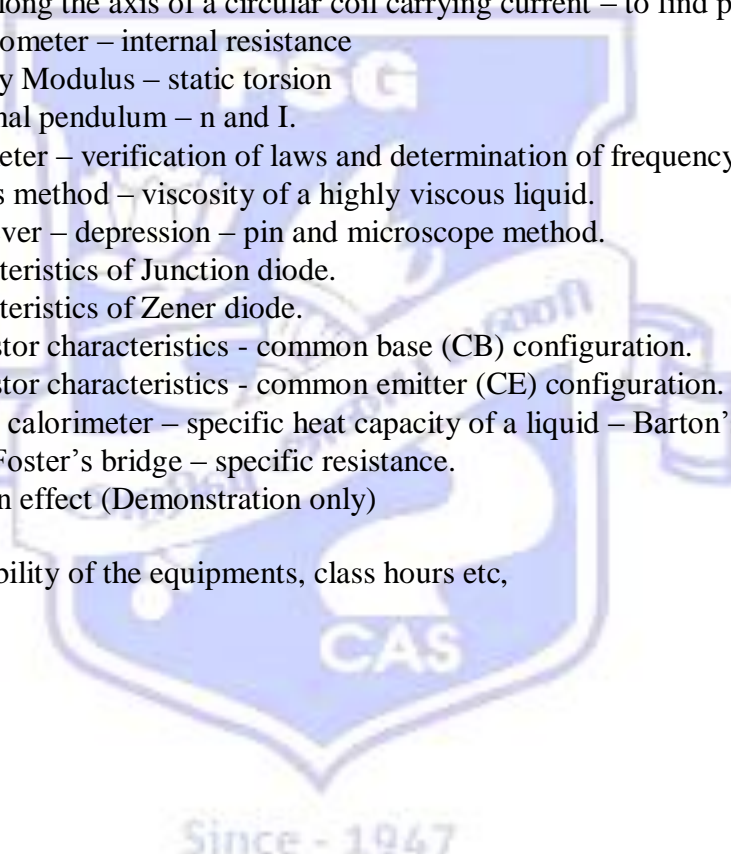 long the axis of a circular coil carrying current – to find p
ometer – internal resistance
y Modulus – static torsion
nal pendulum – n and I.
eter – verification of laws and determination of frequency
s method – viscosity of a highly viscous liquid.
ver – depression – pin and microscope method.
teristics of Junction diode.
teristics of Zener diode.
stor characteristics - common base (CB) configuration.
stor characteristics - common emitter (CE) configuration.
calorimeter – specific heat capacity of a liquid – Barton’
Foster’s bridge – specific resistance.
n effect (Demonstration only)
bility of the equipments, class hours etc,
PSG
CAS
Since - 1947